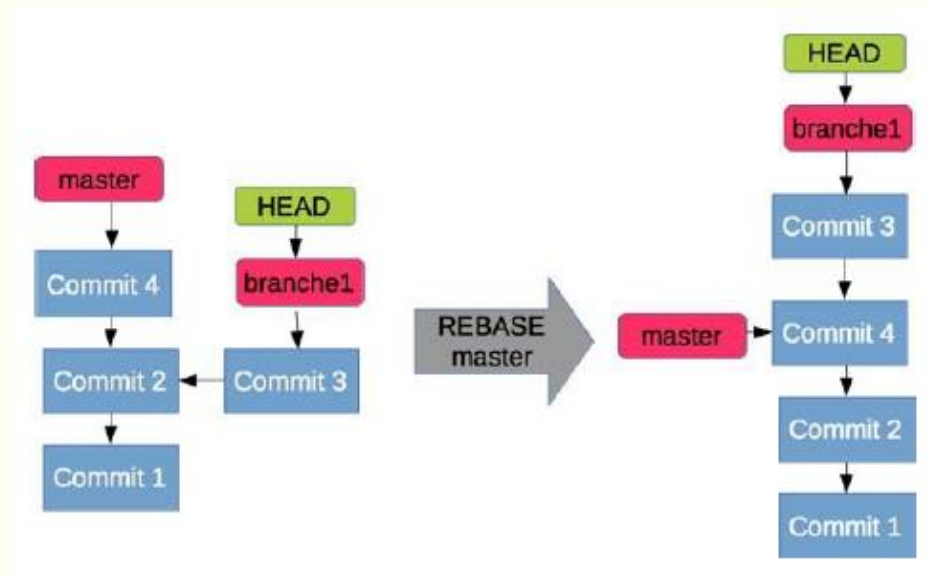 master
HEAD
Commit 4
branche1
Commit 2
Commit 3
Commit 1
REBASE
master
HEAD
branche1
Commit 3
master
Commit 4
Commit 2
Commit 1